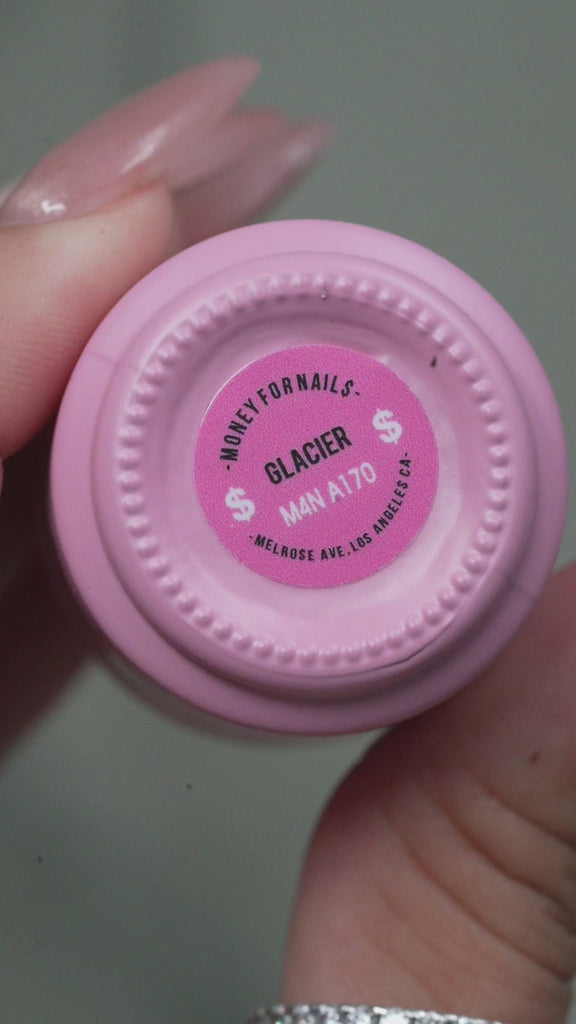 -MONEY FOR NAILS-
$
GLACIER
$
M4N A170
-MELROSE AVE. LOS ANGELES CA-